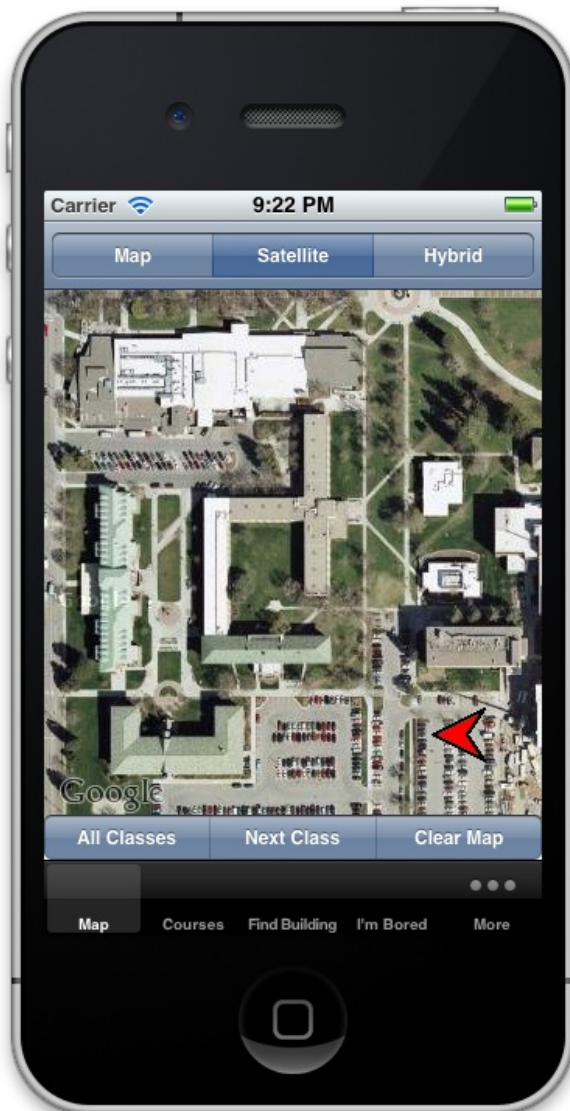 Carrier 9:22 PM
Map Satellite Hybrid
Google
All Classes Next Class Clear Map
Map Courses Find Building I'm Bored More